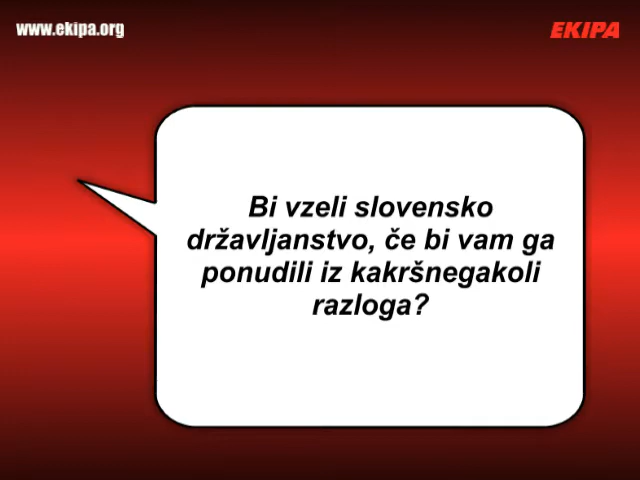 www.ekipa.org
EKIPA
Bi vzeli slovensko
državljanstvo, če bi vam ga
ponudili iz kakršnegakoli
razloga?